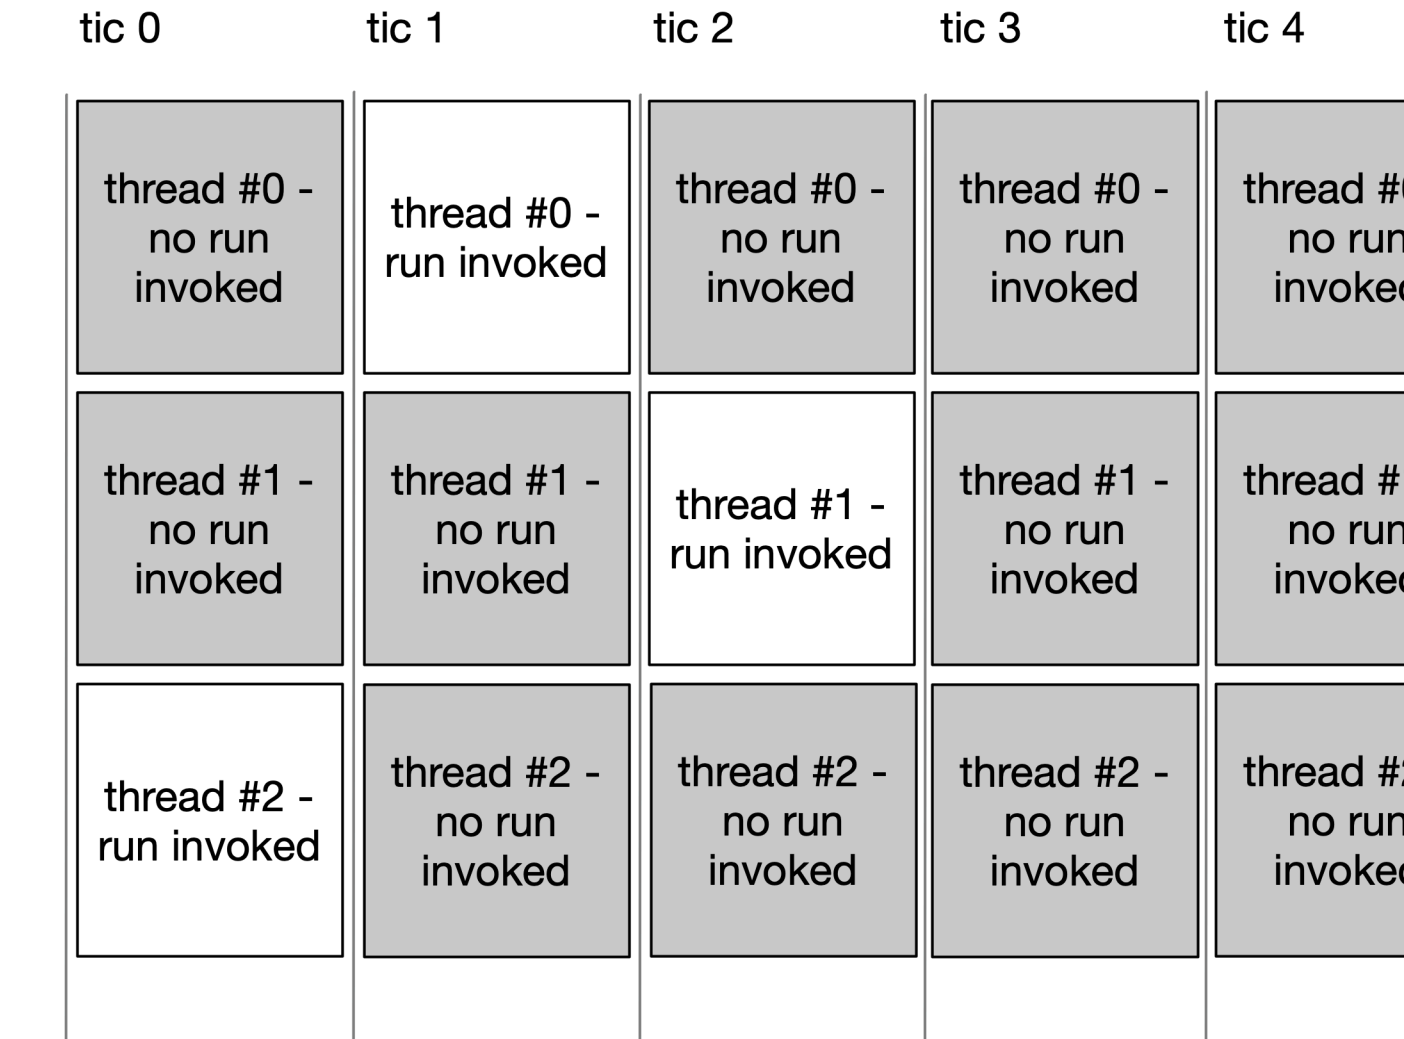 tic 0
tic 1
tic 2
tic 3
tic 4
thread #0 -
no run
invoked
thread #0 -
run invoked
thread #0 -
no run
invoked
thread #0 -
no run
invoked
thread
no run
thread #1 -
no run
invoked
thread #1 -
no run
invoked
thread #1 -
run invoked
thread #1 -
no run
invoked
thread #
no run
thread #2 -
run invoked
thread #2 -
no run
invoked
thread #2 -
no run
invoked
thread #2 -
no run
invoked
thread
no run